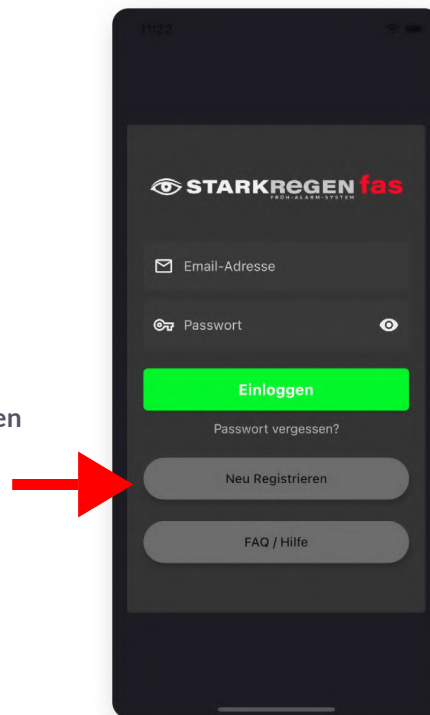 11:22
STARKREGEN fas
FRÜH-ALARM-SYSTEM
Email-Adresse
Passwort
Einloggen
Passwort vergessen?
en
Neu Registrieren
FAQ / Hilfe